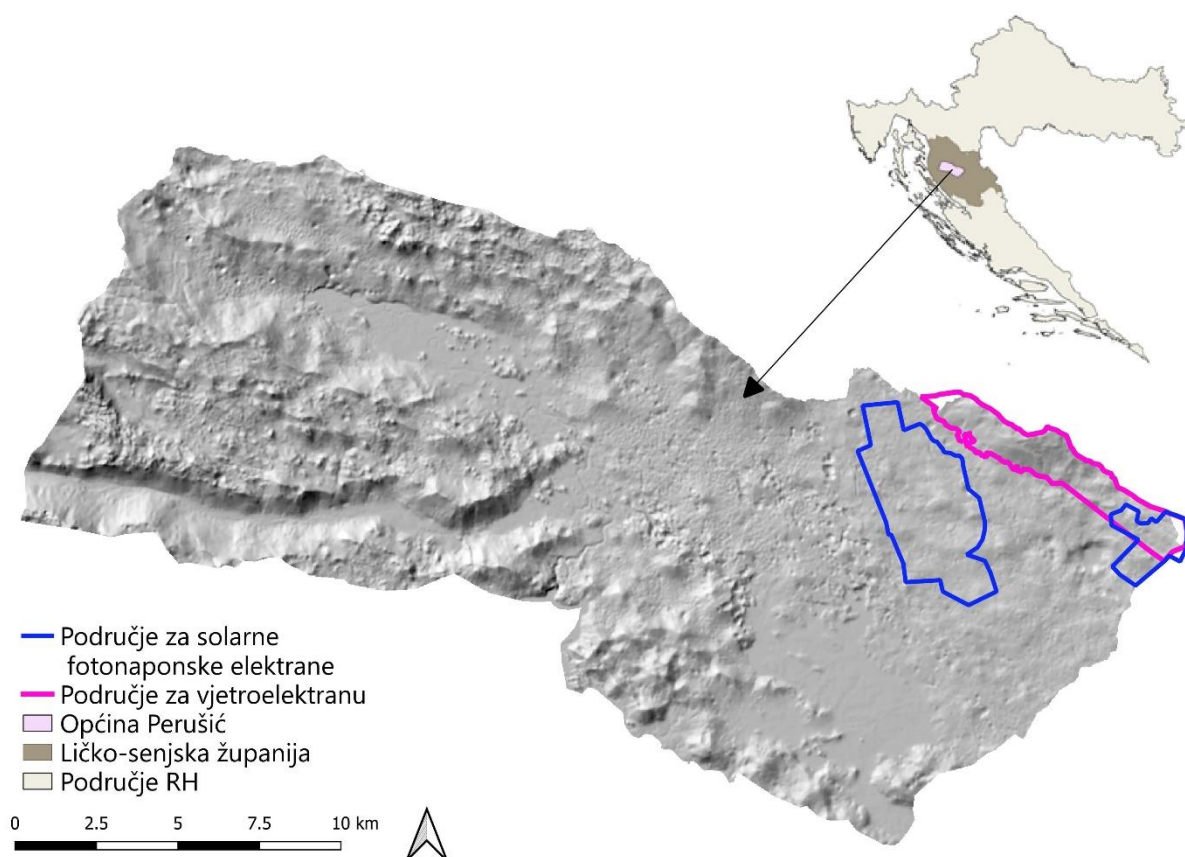 Područje za solarne
fotonaponske elektrane
Područje za vjetroelektranu
Općina Perušić
Ličko-senjska županija
Područje RH
0 2.5 5 7.5 10 km